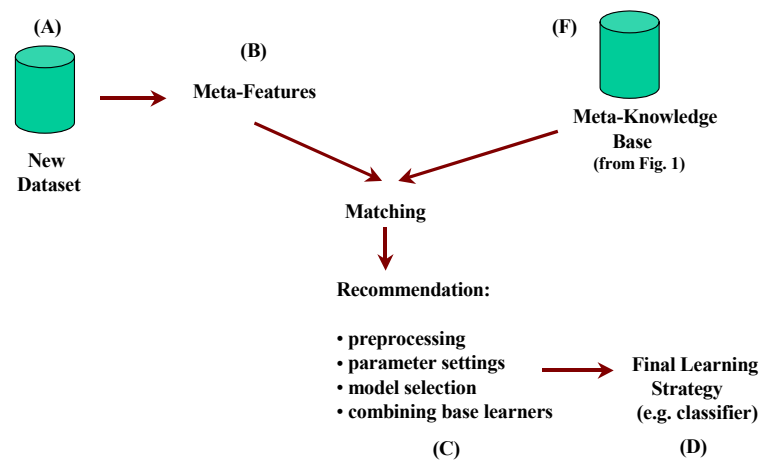 (A)
(B)
(F)
Meta-Features
New
Dataset
Meta-Knowledge
Base
(from Fig. 1)
Matching
Recommendation:
• preprocessing
• parameter settings
• model selection
• combining base learners
(C)
Final Learning
Strategy
(e.g. classifier)
(D)